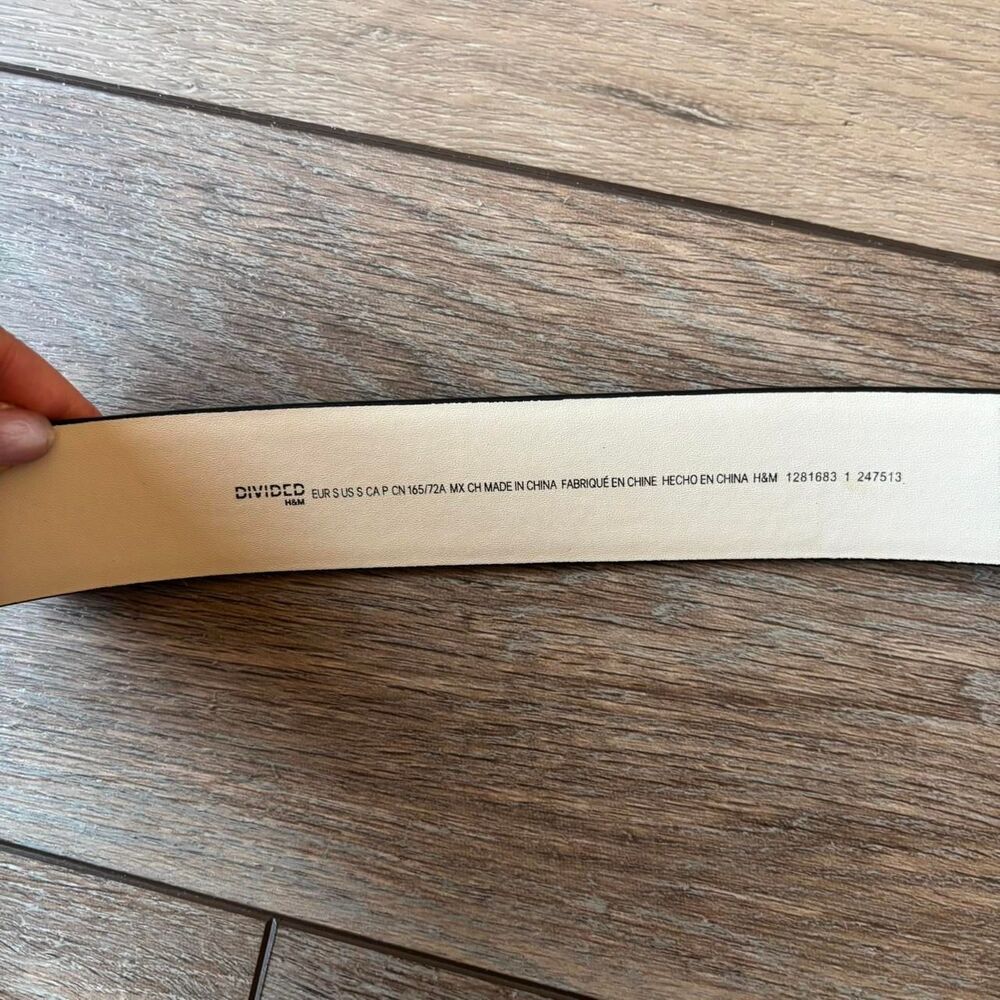 DIVIDED EUR S US S CA P CN 165/72A MX CH MADE IN CHINA FABRIQUÉ EN CHINE HECHO EN CHINA H&M 1281683 1 247513
H&M